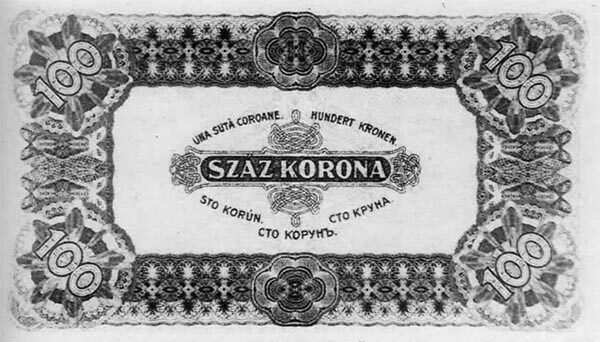 100
100
UNA SUTĂ COROANE.
HUNDERT KRONEN.
SZÁZ KORONA
STO KORÚN.
СТО КРУНА.
СТО КОРУНЪ.
100
100